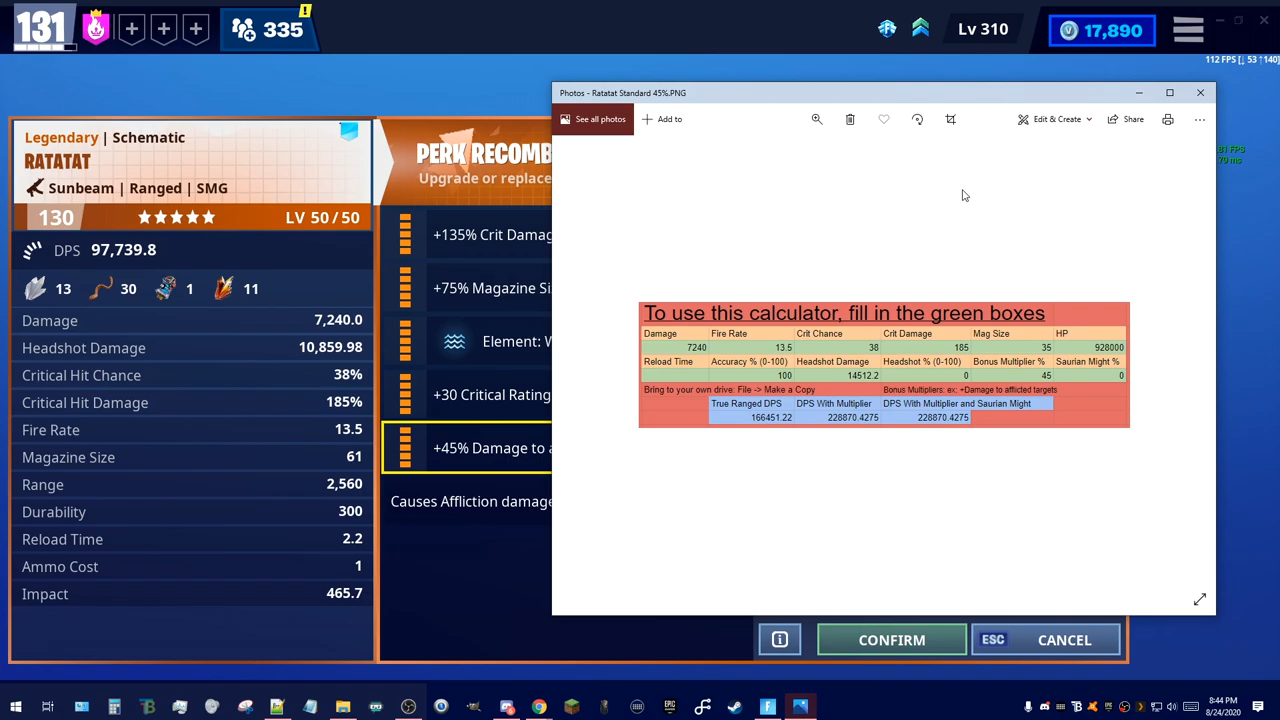 131
335
!
Lv 310
17,890
112 FPS [↓ 53 ↑140]
Photos - Ratatat Standard 45%.PNG
See all photos
Add to
Edit & Create
Share
Legendary | Schematic
RATATAT
Sunbeam | Ranged | SMG
130
LV 50/50
DPS 97,739.8
13 30 1 11
Damage 7,240.0
Headshot Damage 10,859.98
Critical Hit Chance 38%
Critical Hit Damage 185%
Fire Rate 13.5
Magazine Size 61
Range 2,560
Durability 300
Reload Time 2.2
Ammo Cost 1
Impact 465.7
PERK RECOMB
Upgrade or replace
+135% Crit Damag
+75% Magazine Si
Element: W
+30 Critical Rating
+45% Damage to a
Causes Affliction damage
To use this calculator, fill in the green boxes
Damage Fire Rate Crit Chance Crit Damage Mag Size HP
7240 13.5 38 185 35 928000
Reload Time Accuracy % (0-100) Headshot Damage Headshot % (0-100) Bonus Multiplier % Saurian Might %
100 14512.2 0 45 0
Bring to your own drive: File -> Make a Copy Bonus Multipliers: ex: +Damage to afflicted targets
True Ranged DPS DPS With Multiplier DPS With Multiplier and Saurian Might
166451.22 228870.4275 228870.4275
CONFIRM
ESC CANCEL
8:44 PM
8/24/2020